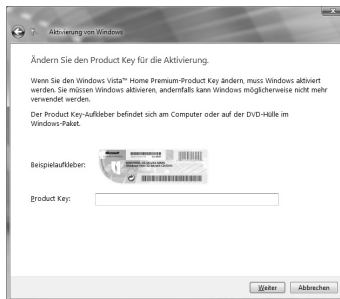 Aktivierung von Windows
Ändern Sie den Product Key für die Aktivierung.
Wenn Sie den Windows Vista™ Home Premium-Product Key ändern, muss Windows aktiviert
werden. Sie müssen Windows aktivieren, andernfalls kann Windows möglicherweise nicht mehr
verwendet werden.
Der Product Key-Aufkleber befindet sich am Computer oder auf der DVD-Hülle im
Windows-Paket.
Beispielaufkleber:
Product Key:
Weiter
Abbrechen